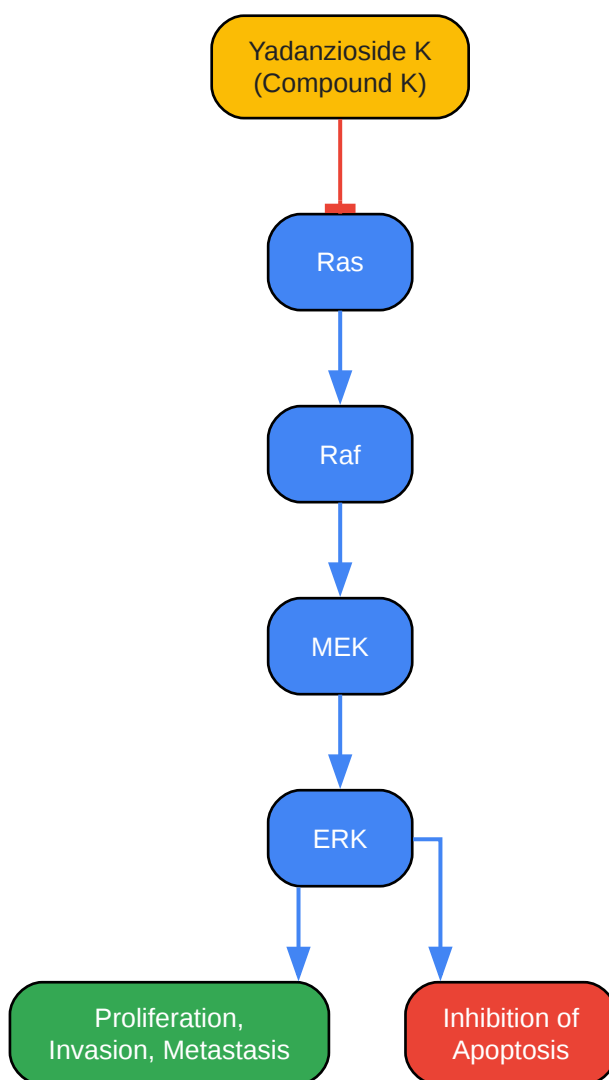 Yadanzioside K
(Compound K)
Ras
Raf
MEK
ERK
Proliferation,
Invasion, Metastasis
Inhibition of
Apoptosis